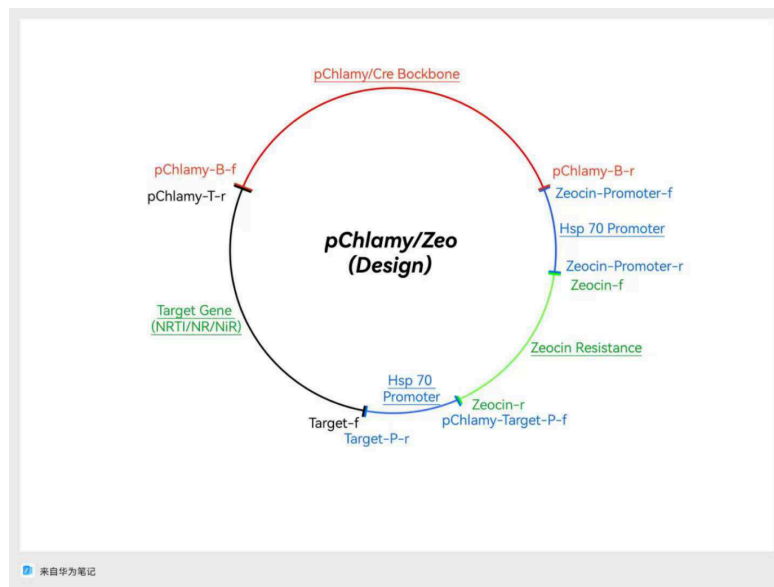 pChlamy/Cre Bockbone
pChlamy-B-f
pChlamy-T-r
pChlamy-B-r
Zeocin-Promoter-f
pChlamy/Zeo
(Design)
Hsp 70 Promoter
Zeocin-Promoter-r
Zeocin-f
Target Gene
(NRTI/NR/NiR)
Zeocin Resistance
Hsp 70
Promoter
Zeocin-r
pChlamy-Target-P-f
Target-f
Target-P-r
来自华为笔记